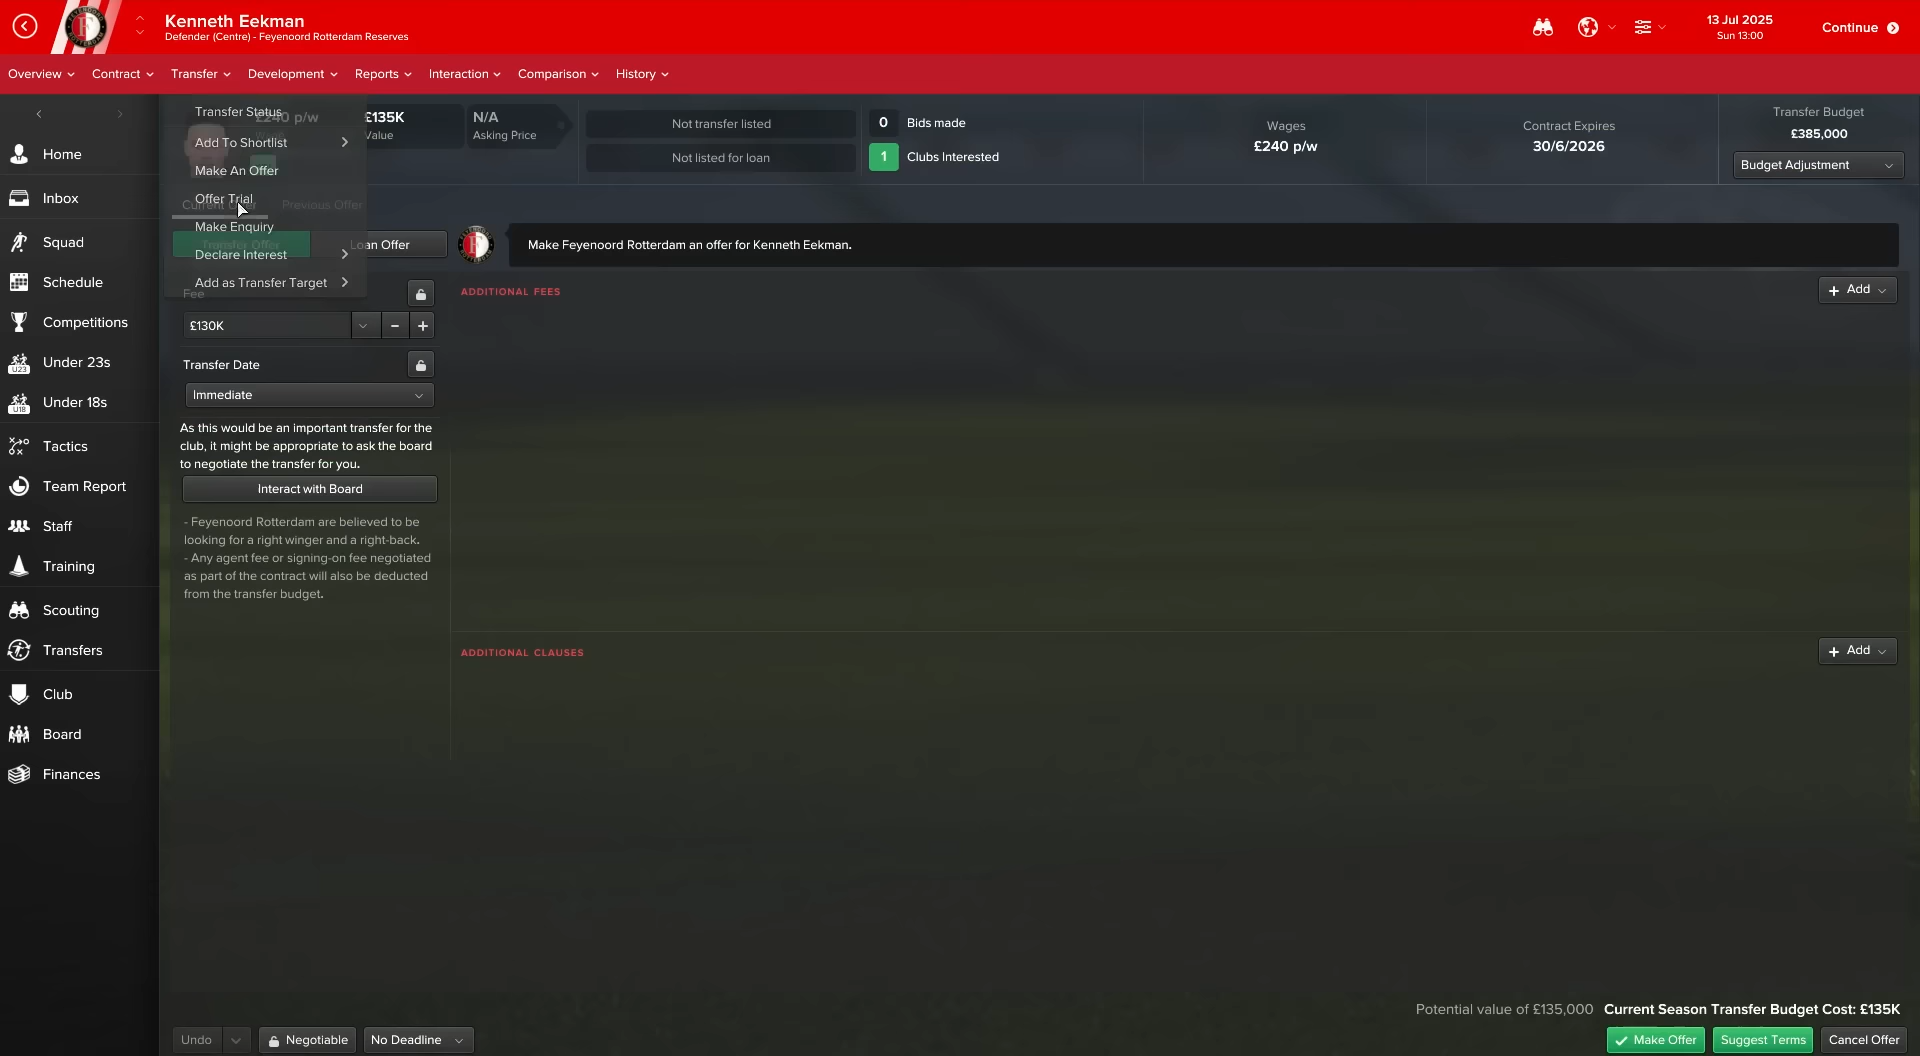 Kenneth Eekman
Defender (Centre) - Feyenoord Rotterdam Reserves
13 Jul 2025
Sun 13:00
Continue
Overview
Contract
Transfer
Development
Reports
Interaction
Comparison
History
Transfer Status
Add To Shortlist
Make An Offer
Offer Trial
Make Enquiry
Declare Interest
Add as Transfer Target
£240 p/w
£135K
Value
N/A
Asking Price
Not transfer listed
Not listed for loan
0 Bids made
1 Clubs Interested
Wages
£240 p/w
Contract Expires
30/6/2026
Transfer Budget
£385,000
Budget Adjustment
Home
Inbox
Squad
Schedule
Competitions
U23 Under 23s
U18 Under 18s
Tactics
Team Report
Staff
Training
Scouting
Transfers
Club
Board
Finances
Current Offer
Previous Offer
Transfer Offer
Loan Offer
Make Feyenoord Rotterdam an offer for Kenneth Eekman.
Fee
£130K
Transfer Date
Immediate
As this would be an important transfer for the
club, it might be appropriate to ask the board
to negotiate the transfer for you.
Interact with Board
- Feyenoord Rotterdam are believed to be
looking for a right winger and a right-back.
- Any agent fee or signing-on fee negotiated
as part of the contract will also be deducted
from the transfer budget.
ADDITIONAL FEES
+ Add
ADDITIONAL CLAUSES
+ Add
Potential value of £135,000 Current Season Transfer Budget Cost: £135K
Undo
Negotiable
No Deadline
Make Offer
Suggest Terms
Cancel Offer